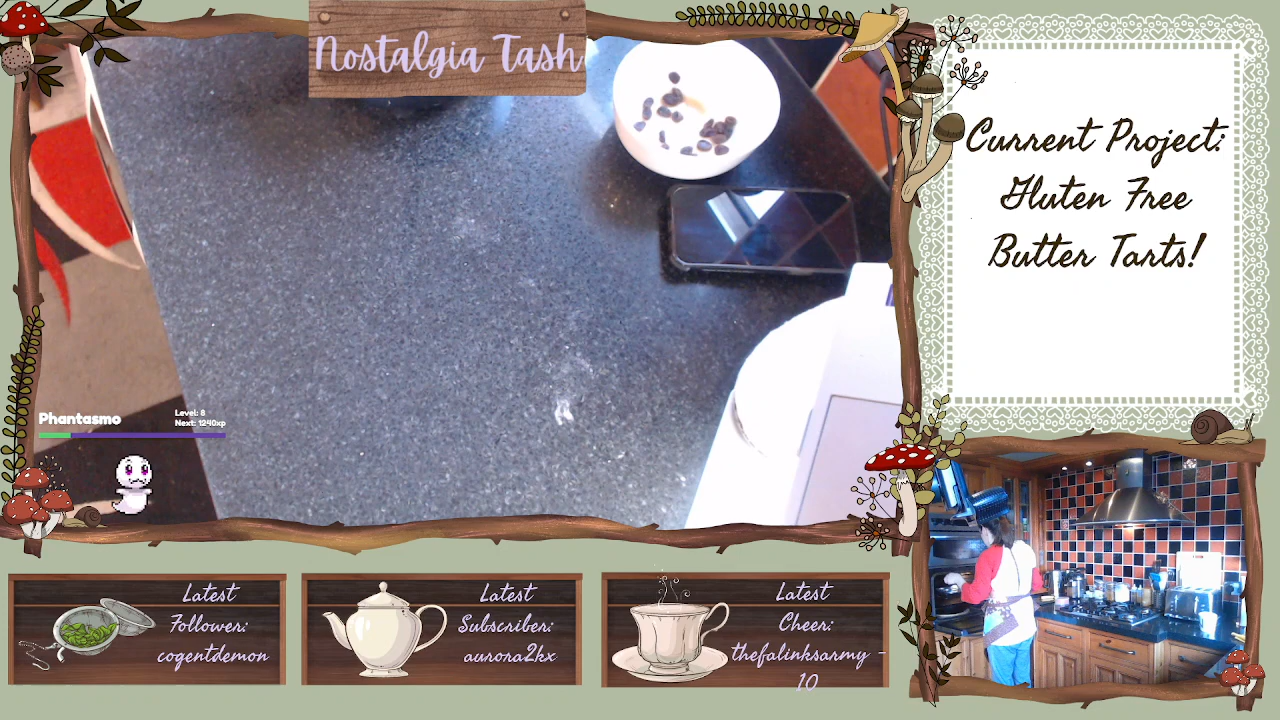 Nostalgia Tash
Current Project:
Gluten Free
Butter Tarts!
Phantasmo
Level: 8
Next: 1240xp
Latest
Follower:
cogentdemon
Latest
Subscriber:
aurora2kx
Latest
Cheer:
thefalinksarmy -
10